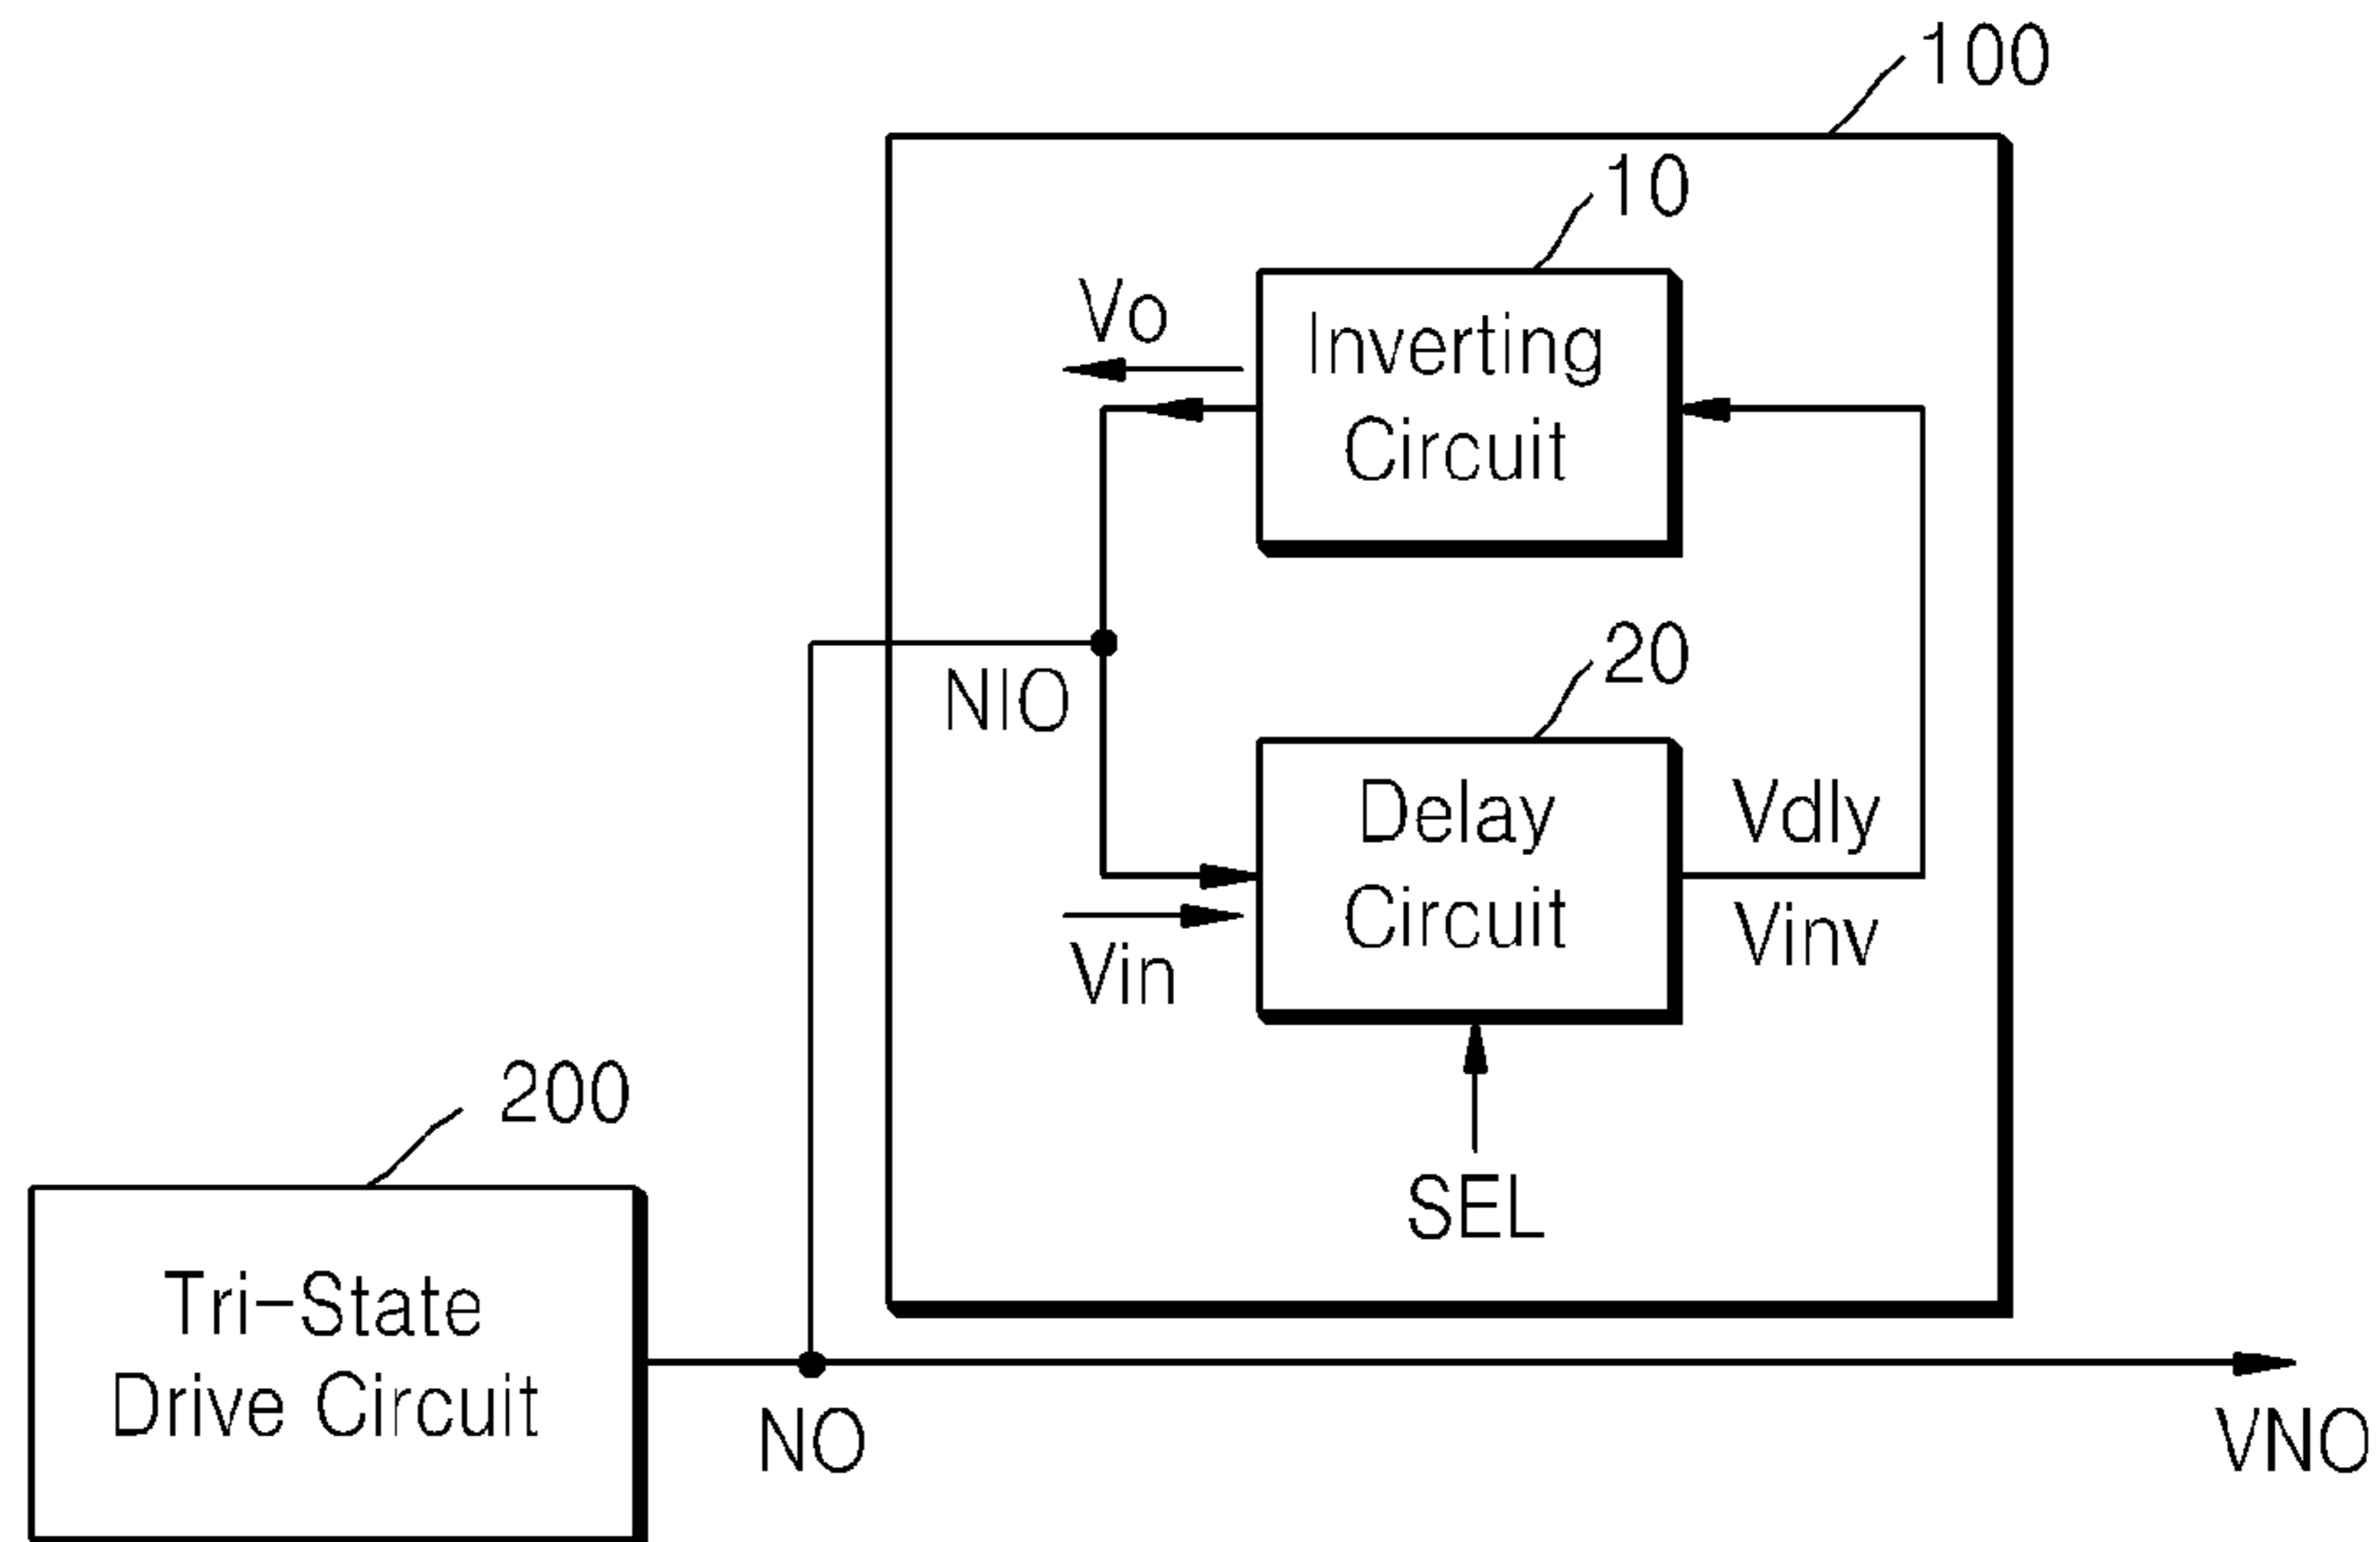 100
10
Vo
Inverting
Circuit
NIO
20
Delay
Circuit
Vdly
Vinv
Vin
SEL
200
Tri-State
Drive Circuit
NO
VNO